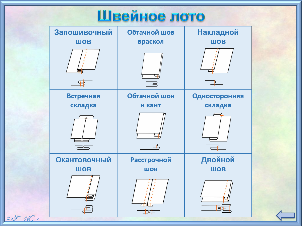 Швейное лото
Запошивочный
шов
Обтачной шов
враскол
Накладной
шов
Встречная
складка
Обтачной шов
в кант
Односторонняя
складка
Окантовочный
шов
Расстрочной
шов
Двойной
шов